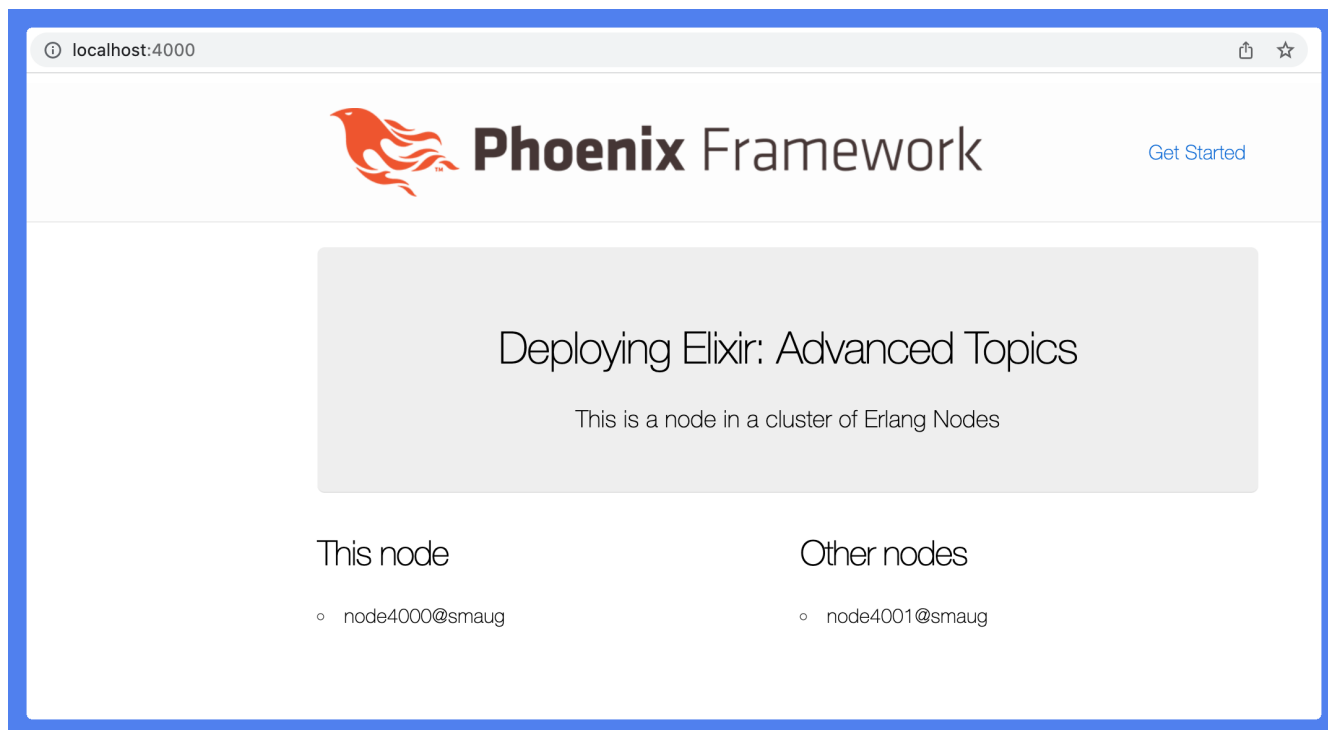 localhost:4000
Phoenix Framework
TM
Get Started
Deploying Elixir: Advanced Topics
This is a node in a cluster of Erlang Nodes
This node
Other nodes
node4000@smaug
node4001@smaug